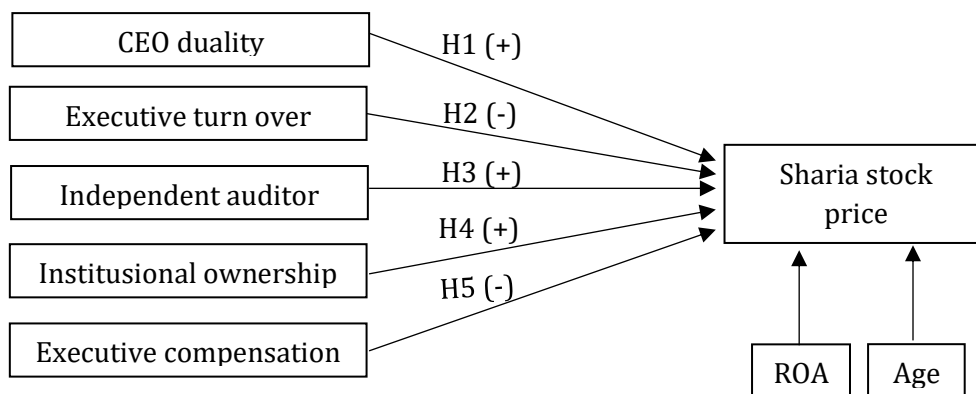 CEO duality
H1 (+)
Executive turn over
H2 (-)
Independent auditor
H3 (+)
Sharia stock
price
Institusional ownership
H4 (+)
Executive compensation
H5 (-)
ROA
Age